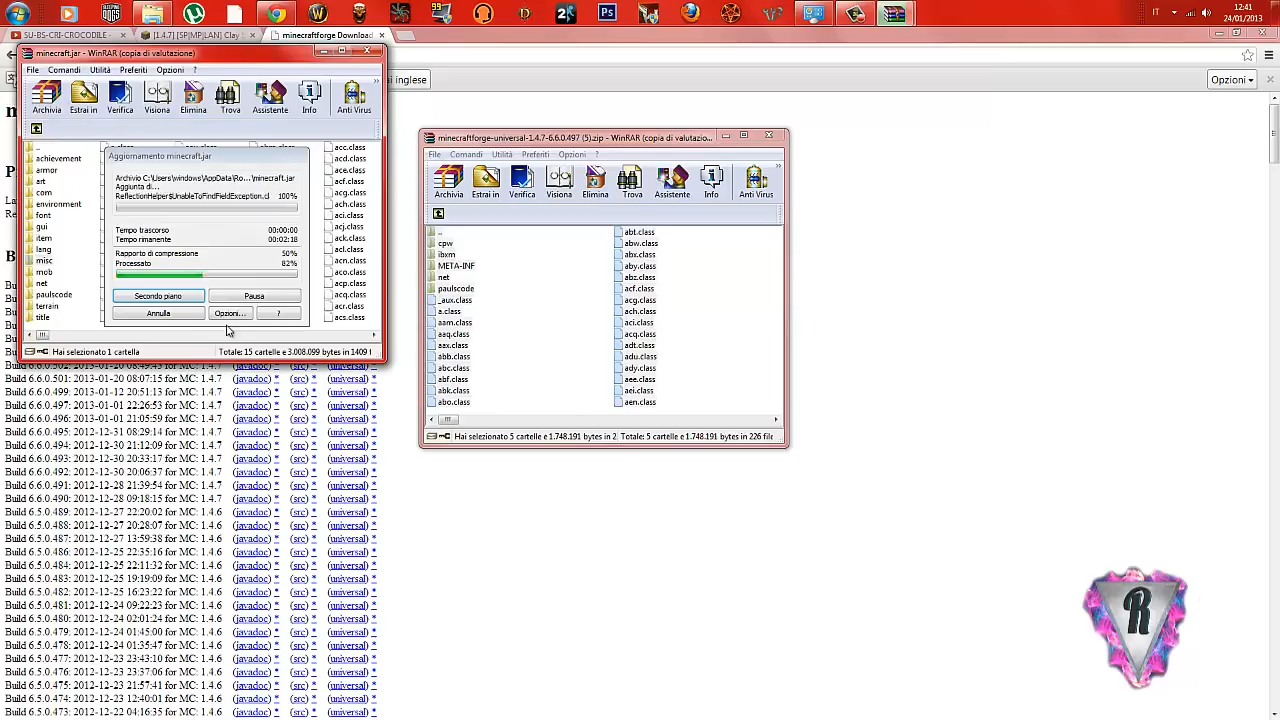 IT
12:41
24/01/2013
SU-BS-CRI-CROCODILE -
[1.4.7] [SP|MP|LAN] Clay
minecraftforge Download
minecraft.jar - WinRAR (copia di valutazione)
File Comandi Utilità Preferiti Opzioni ?
Archivia Estrai in Verifica Visiona Elimina Trova Assistente Info Anti Virus
ai inglese
Opzioni
..
achievement
armor
art
com
environment
font
gui
item
lang
misc
mob
net
paulscode
terrain
title
acc.class
acd.class
ace.class
acf.class
acg.class
ach.class
aci.class
acj.class
ack.class
acl.class
acn.class
aco.class
acp.class
acq.class
acr.class
acs.class
Aggiornamento minecraft.jar
Archivio C:\Users\windows\AppData\Ro...\minecraft.jar
Aggiunta di...
ReflectionHelper$UnableToFindFieldException.cl 100%
Tempo trascorso 00:00:00
Tempo rimanente 00:02:18
Rapporto di compressione 50%
Processato 82%
Secondo piano Pausa
Annulla Opzioni... ?
Hai selezionato 1 cartella Totale: 15 cartelle e 3.008.099 bytes in 1409 f
minecraftforge-universal-1.4.7-6.6.0.497 (5).zip - WinRAR (copia di valutazio...
File Comandi Utilità Preferiti Opzioni ?
Archivia Estrai in Verifica Visiona Elimina Trova Assistente Info Anti Virus
..
cpw
ibxm
META-INF
net
paulscode
_aux.class
a.class
aam.class
aaq.class
aax.class
abb.class
abc.class
abf.class
abk.class
abo.class
abt.class
abw.class
abx.class
aby.class
abz.class
acf.class
acg.class
ach.class
aci.class
acq.class
adt.class
adu.class
ady.class
aee.class
aei.class
aen.class
Hai selezionato 5 cartelle e 1.748.191 bytes in 2 Totale: 5 cartelle e 1.748.191 bytes in 226 file
Build 6.6.0.501: 2013-01-20 08:07:15 for MC: 1.4.7 (javadoc) * (src) * (universal) *
Build 6.6.0.499: 2013-01-12 20:51:13 for MC: 1.4.7 (javadoc) * (src) * (universal) *
Build 6.6.0.497: 2013-01-01 22:26:53 for MC: 1.4.7 (javadoc) * (src) * (universal) *
Build 6.6.0.496: 2013-01-01 21:05:59 for MC: 1.4.7 (javadoc) * (src) * (universal) *
Build 6.6.0.495: 2012-12-31 08:29:14 for MC: 1.4.7 (javadoc) * (src) * (universal) *
Build 6.6.0.494: 2012-12-30 21:12:09 for MC: 1.4.7 (javadoc) * (src) * (universal) *
Build 6.6.0.493: 2012-12-30 20:33:17 for MC: 1.4.7 (javadoc) * (src) * (universal) *
Build 6.6.0.492: 2012-12-30 20:06:37 for MC: 1.4.7 (javadoc) * (src) * (universal) *
Build 6.6.0.491: 2012-12-28 21:39:54 for MC: 1.4.7 (javadoc) * (src) * (universal) *
Build 6.6.0.490: 2012-12-28 09:18:15 for MC: 1.4.7 (javadoc) * (src) * (universal) *
Build 6.5.0.489: 2012-12-27 22:20:02 for MC: 1.4.6 (javadoc) * (src) * (universal) *
Build 6.5.0.488: 2012-12-27 20:28:07 for MC: 1.4.6 (javadoc) * (src) * (universal) *
Build 6.5.0.487: 2012-12-27 13:59:38 for MC: 1.4.6 (javadoc) * (src) * (universal) *
Build 6.5.0.486: 2012-12-25 22:35:16 for MC: 1.4.6 (javadoc) * (src) * (universal) *
Build 6.5.0.484: 2012-12-25 22:11:32 for MC: 1.4.6 (javadoc) * (src) * (universal) *
Build 6.5.0.483: 2012-12-25 19:19:09 for MC: 1.4.6 (javadoc) * (src) * (universal) *
Build 6.5.0.482: 2012-12-25 16:23:22 for MC: 1.4.6 (javadoc) * (src) * (universal) *
Build 6.5.0.481: 2012-12-24 09:22:23 for MC: 1.4.6 (javadoc) * (src) * (universal) *
Build 6.5.0.480: 2012-12-24 02:01:24 for MC: 1.4.6 (javadoc) * (src) * (universal) *
Build 6.5.0.479: 2012-12-24 01:45:00 for MC: 1.4.6 (javadoc) * (src) * (universal) *
Build 6.5.0.478: 2012-12-24 01:35:47 for MC: 1.4.6 (javadoc) * (src) * (universal) *
Build 6.5.0.477: 2012-12-23 23:43:10 for MC: 1.4.6 (javadoc) * (src) * (universal) *
Build 6.5.0.476: 2012-12-23 23:37:06 for MC: 1.4.6 (javadoc) * (src) * (universal) *
Build 6.5.0.475: 2012-12-23 21:57:41 for MC: 1.4.6 (javadoc) * (src) * (universal) *
Build 6.5.0.474: 2012-12-23 12:40:01 for MC: 1.4.6 (javadoc) * (src) * (universal) *
Build 6.5.0.473: 2012-12-22 04:16:35 for MC: 1.4.6 (javadoc) * (src) * (universal) *
R